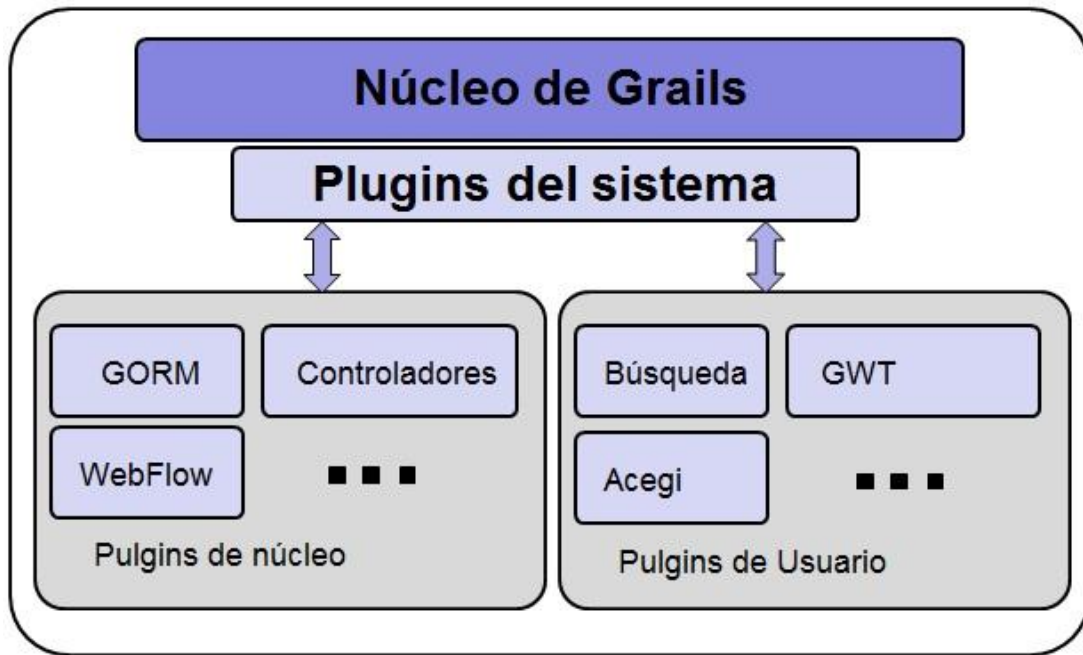 Núcleo de Grails
Plugins del sistema
GORM
Controladores
WebFlow
Pulgins de núcleo
Búsqueda
GWT
Acegi
Pulgins de Usuario